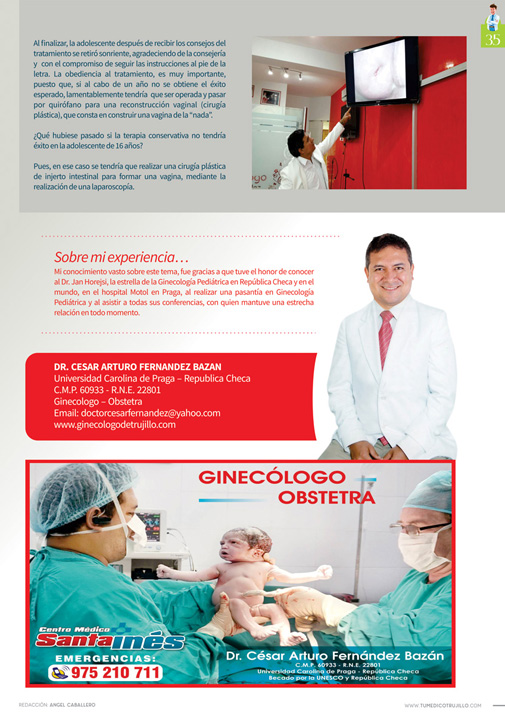 35
Al finalizar, la adolescente después de recibir los consejos del
tratamiento se retiró sonriente, agradeciendo de la consejería
y con el compromiso de seguir las instrucciones al pie de la
letra. La obediencia al tratamiento, es muy importante,
puesto que, si al cabo de un año no se obtiene el éxito
esperado, lamentablemente tendría que ser operada y pasar
por quirófano para una reconstrucción vaginal (cirugía
plástica), que consta en construir una vagina de la “nada”.
¿Qué hubiese pasado si la terapia conservativa no tendría
éxito en la adolescente de 16 años?
Pues, en ese caso se tendría que realizar una cirugía plástica
de injerto intestinal para formar una vagina, mediante la
realización de una laparoscopía.
Sobre mi experiencia…
Mi conocimiento vasto sobre este tema, fue gracias a que tuve el honor de conocer
al Dr. Jan Horejsi, la estrella de la Ginecología Pediátrica en República Checa y en el
mundo, en el hospital Motol en Praga, al realizar una pasantía en Ginecología
Pediátrica y al asistir a todas sus conferencias, con quien mantuve una estrecha
relación en todo momento.
DR. CESAR ARTURO FERNANDEZ BAZAN
Universidad Carolina de Praga – Republica Checa
C.M.P. 60933 - R.N.E. 22801
Ginecologo – Obstetra
Email: doctorcesarfernandez@yahoo.com
www.ginecologodetrujillo.com
GINECÓLOGO
OBSTETRA
Centro Médico
Santa inés
EMERGENCIAS:
975 210 711
Dr. César Arturo Fernández Bazán
C.M.P. 60933 - R.N.E. 22801
Universidad Carolina de Praga - República Checa
Becado por la UNESCO y República Checa
REDACCIÓN: ÁNGEL CABALLERO
WWW.TUMEDICOTRUJILLO.COM